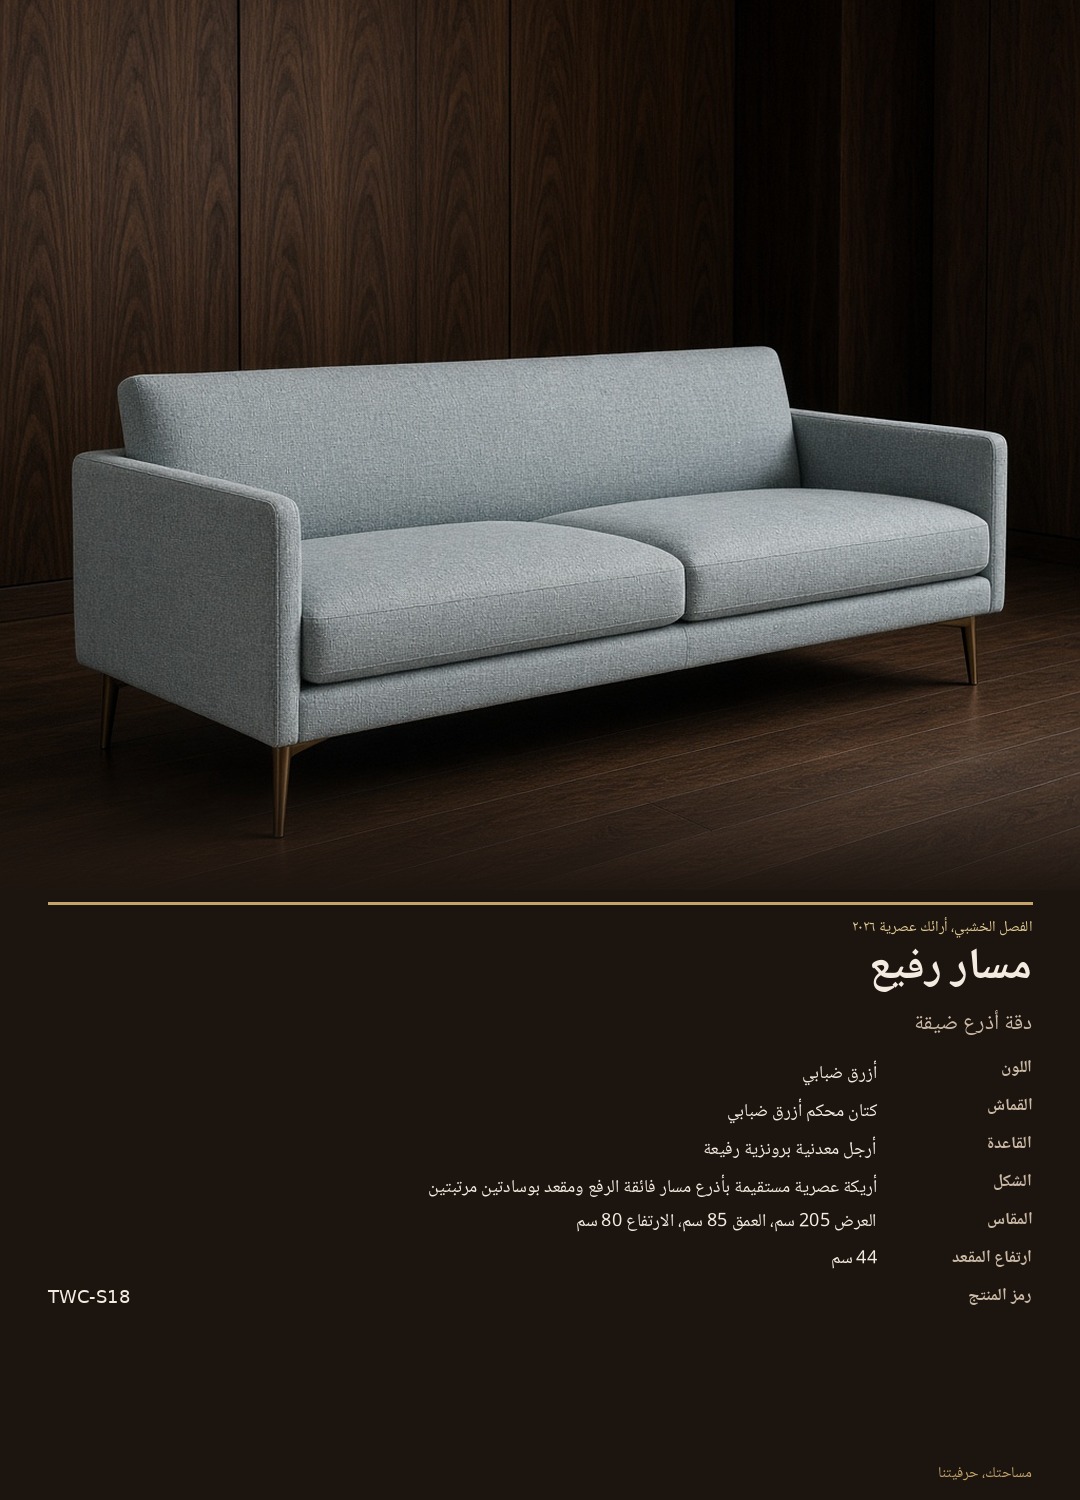 الفصل الخشبي، أرائك عصرية ٢٠٢٦
مسار رفيع
دقة أذرع ضيقة
اللون أزرق ضبابي
القماش كتان محكم أزرق ضبابي
القاعدة أرجل معدنية برونزية رفيعة
الشكل أريكة عصرية مستقيمة بأذرع مسار فائقة الرفع ومقعد بوسادتين مرتبتين
المقاس العرض 205 سم، العمق 85 سم، الارتفاع 80 سم
ارتفاع المقعد 44 سم
رمز المنتج TWC-S18
مساحتك، حرفيتنا